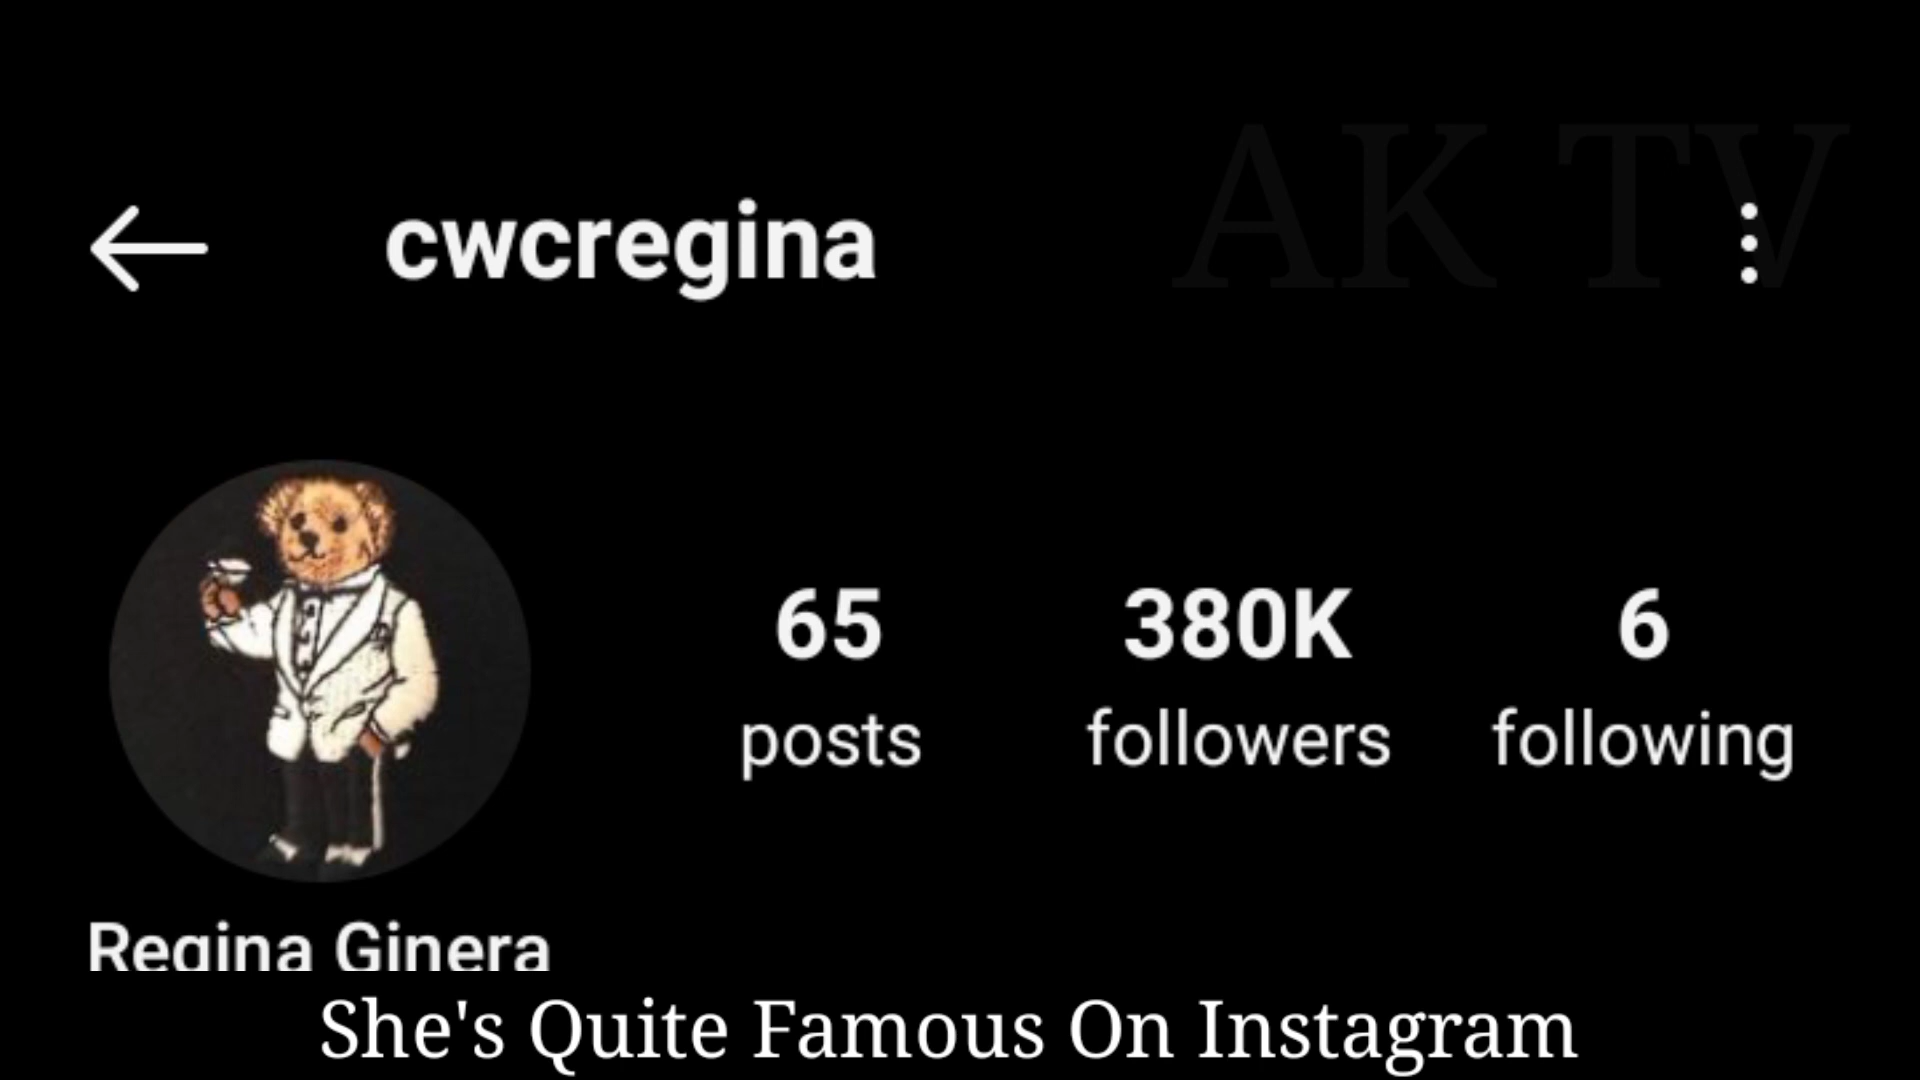 AK TV
cwcregina
65 380K 6
posts followers following
Regina Ginera
She's Quite Famous On Instagram